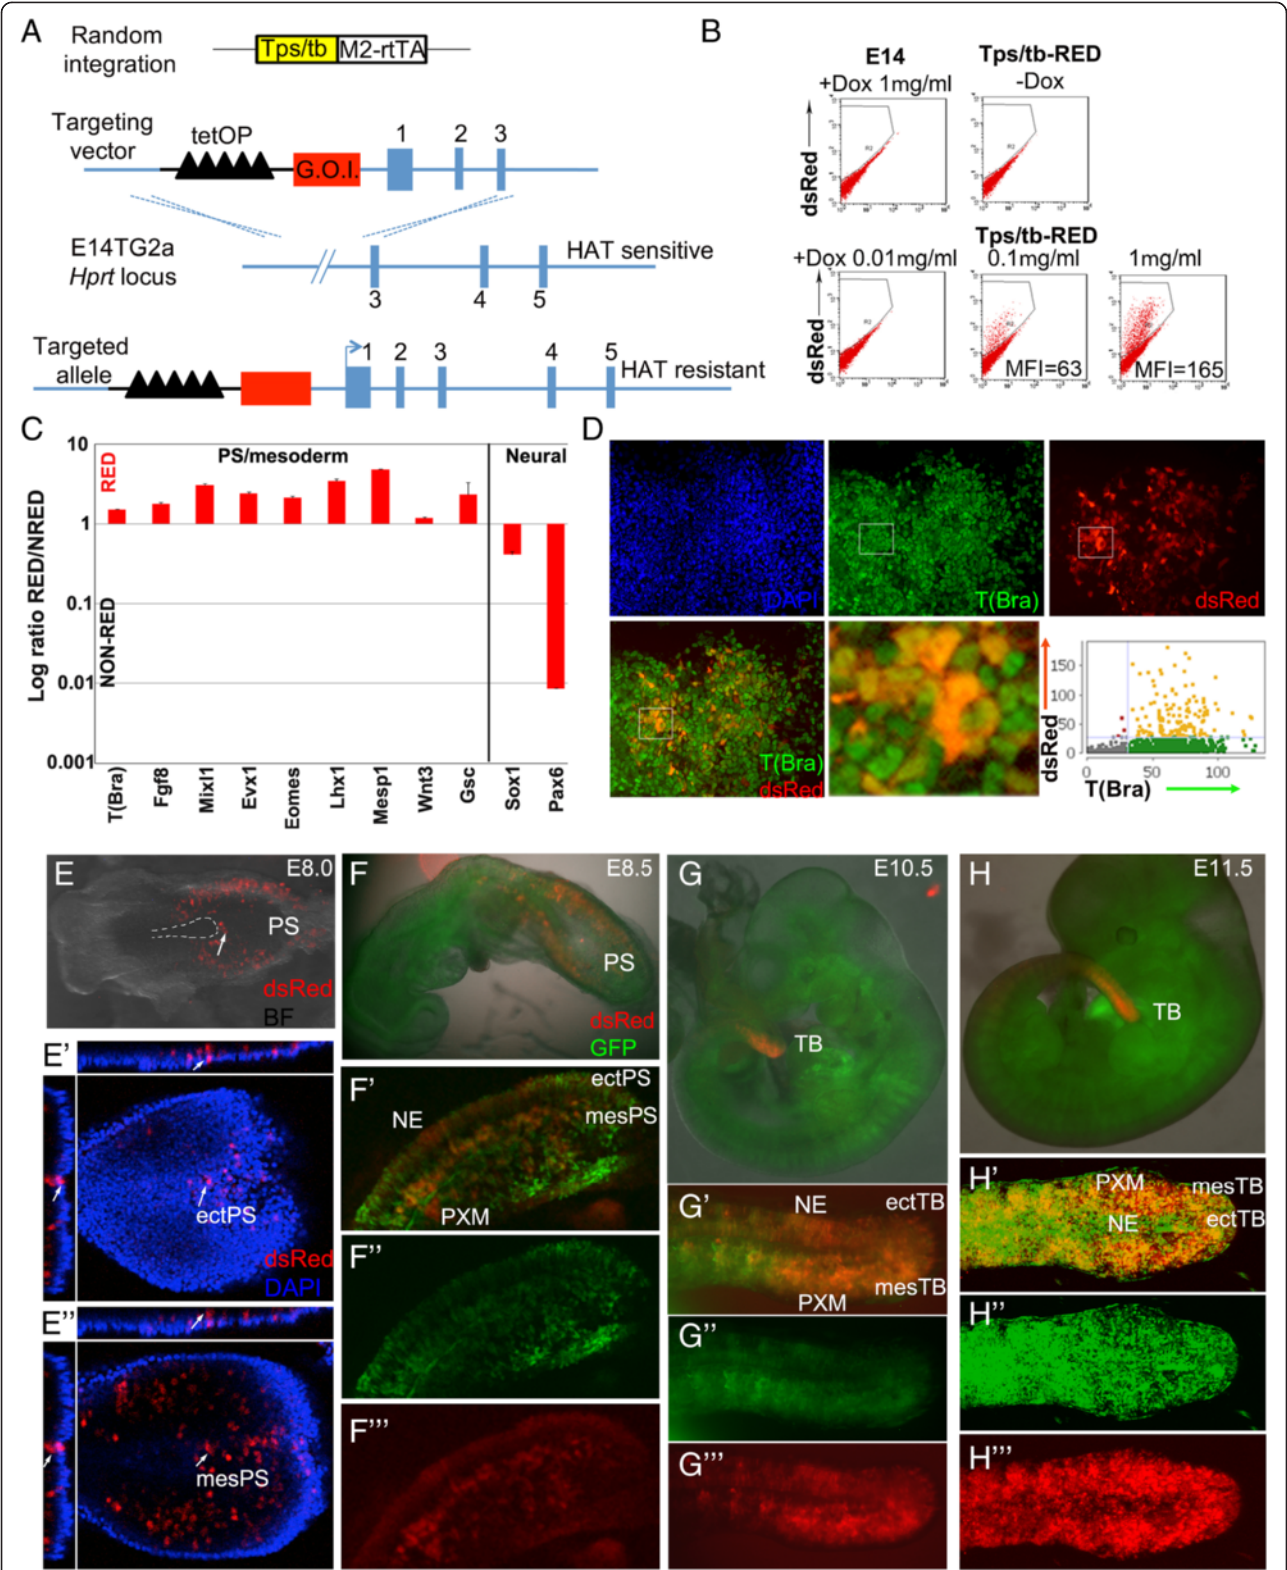 A
Random
integration
Tps/tb
M2-rtTA
Targeting
vector
tetOP
G.O.I.
1
2
3
E14TG2a
Hprt locus
HAT sensitive
3
4
5
Targeted
allele
1
2
3
4
5
HAT resistant
B
E14
+Dox 1mg/ml
Tps/tb-RED
-Dox
dsRed
R2
R2
Tps/tb-RED
+Dox 0.01mg/ml
0.1mg/ml
1mg/ml
dsRed
R2
MFI=63
MFI=165
C
Log ratio RED/NRED
10
1
0.1
0.01
0.001
RED
NON-RED
PS/mesoderm
Neural
T(Bra)
Fgf8
Mixl1
Evx1
Eomes
Lhx1
Mesp1
Wnt3
Gsc
Sox1
Pax6
D
DAPI
T(Bra)
dsRed
T(Bra)
dsRed
dsRed
150
100
50
0
0
50
100
T(Bra)
E
E8.0
PS
dsRed
BF
E'
ectPS
dsRed
DAPI
E''
mesPS
F
E8.5
PS
dsRed
GFP
F'
ectPS
mesPS
NE
PXM
F''
F'''
G
E10.5
TB
G'
NE
ectTB
mesTB
PXM
G''
G'''
H
E11.5
TB
H'
PXM
mesTB
NE
ectTB
H''
H'''